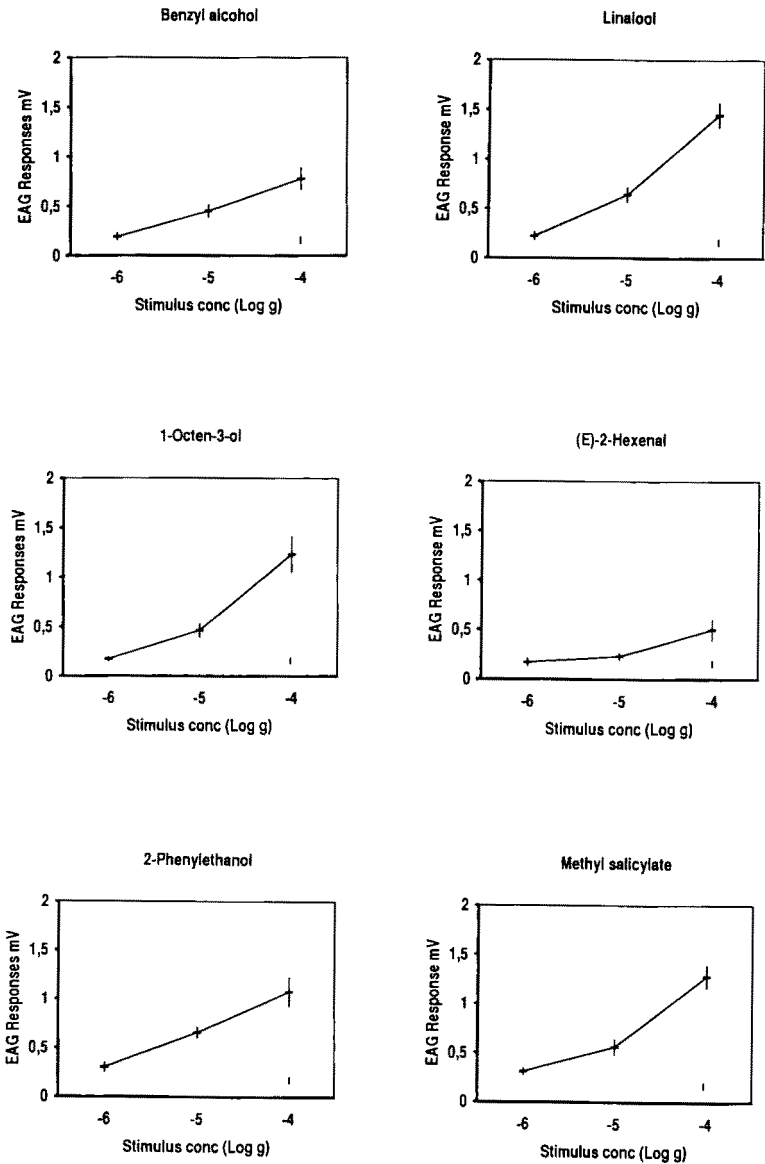 Benzyl alcohol
EAG Responses mV
2
1,5
1
0,5
0
-6 -5 -4
Stimulus conc (Log g)
Linalool
EAG Response mV
2
1,5
1
0,5
0
-6 -5 -4
Stimulus conc (Log g)
1-Octen-3-ol
EAG Responses mV
2
1,5
1
0,5
0
-6 -5 -4
Stimulus conc (Log g)
(E)-2-Hexenal
EAG Response mV
2
1,5
1
0,5
0
-6 -5 -4
Stimulus conc (Log g)
2-Phenylethanol
EAG Responses mV
2
1,5
1
0,5
0
-6 -5 -4
Stimulus conc (Log g)
Methyl salicylate
EAG Response mV
2
1,5
1
0,5
0
-6 -5 -4
Stimulus conc (Log g)